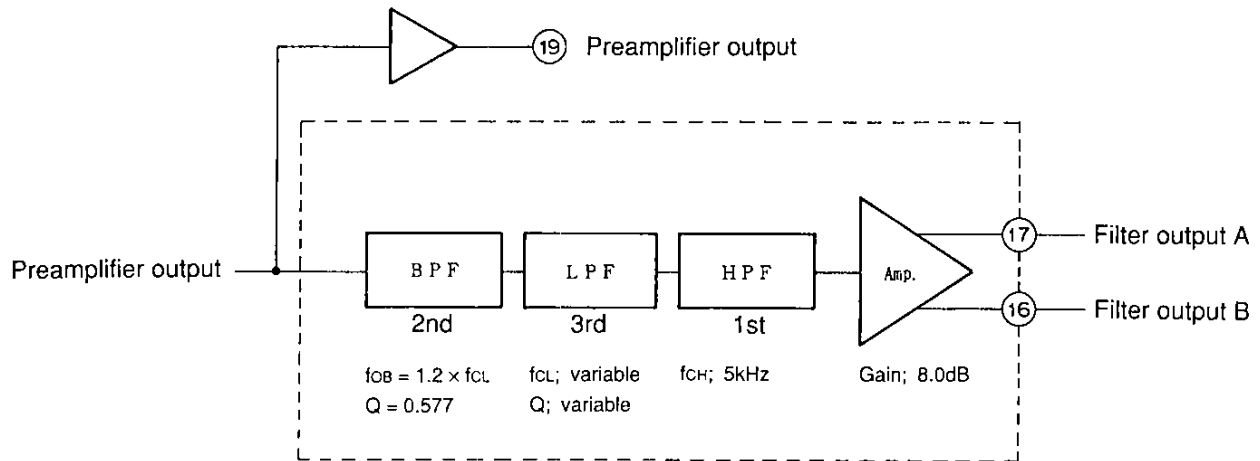 19 Preamplifier output
Preamplifier output
BPF
LPF
HPF
Amp.
17 Filter output A
16 Filter output B
2nd
3rd
1st
fOB = 1.2 × fCL
Q = 0.577
fCL; variable
Q; variable
fCH; 5kHz
Gain; 8.0dB